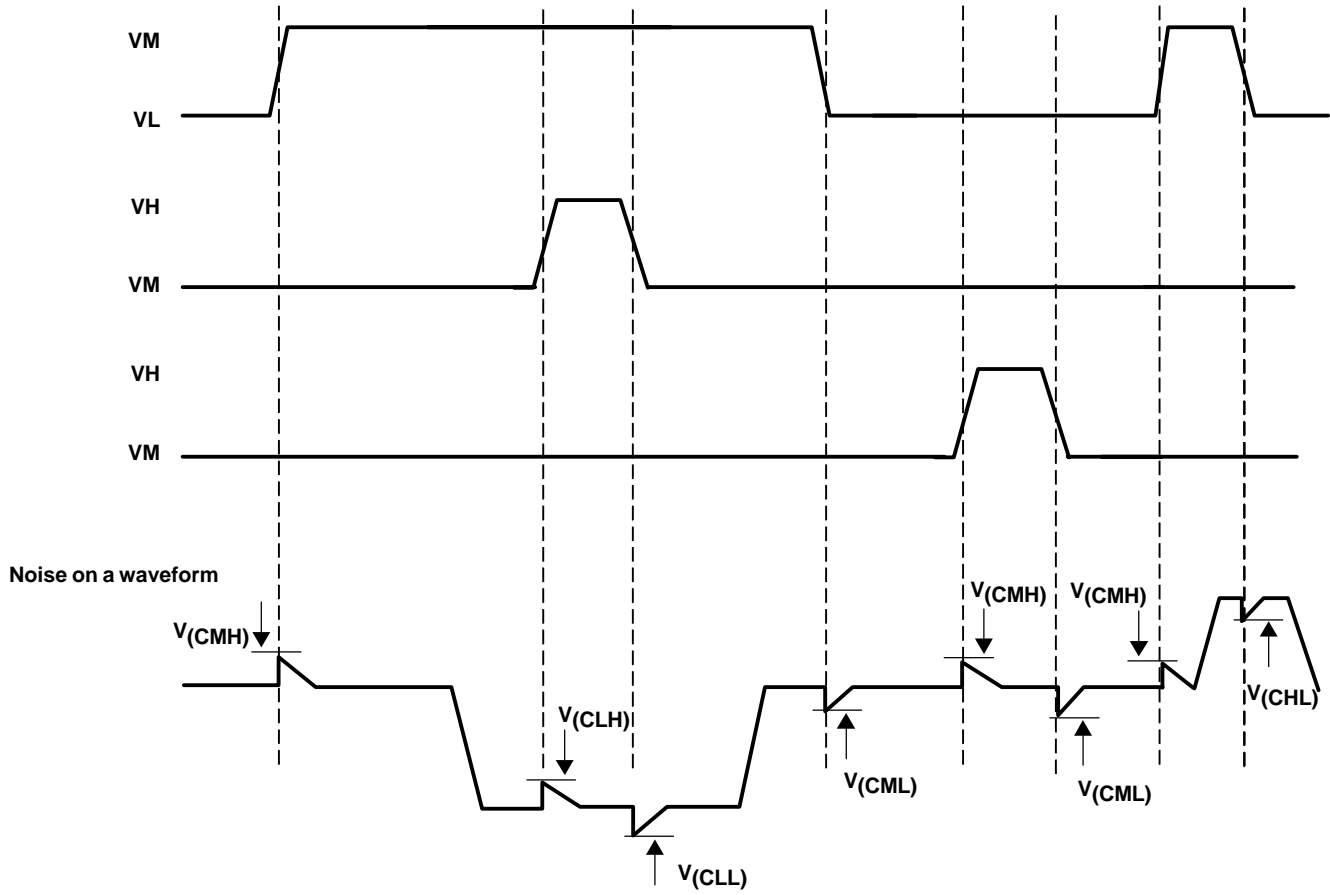 VM
VL
VH
VM
VH
VM
Noise on a waveform
V(CMH)
V(CLH)
V(CLL)
V(CML)
V(CMH)
V(CML)
V(CMH)
V(CHL)